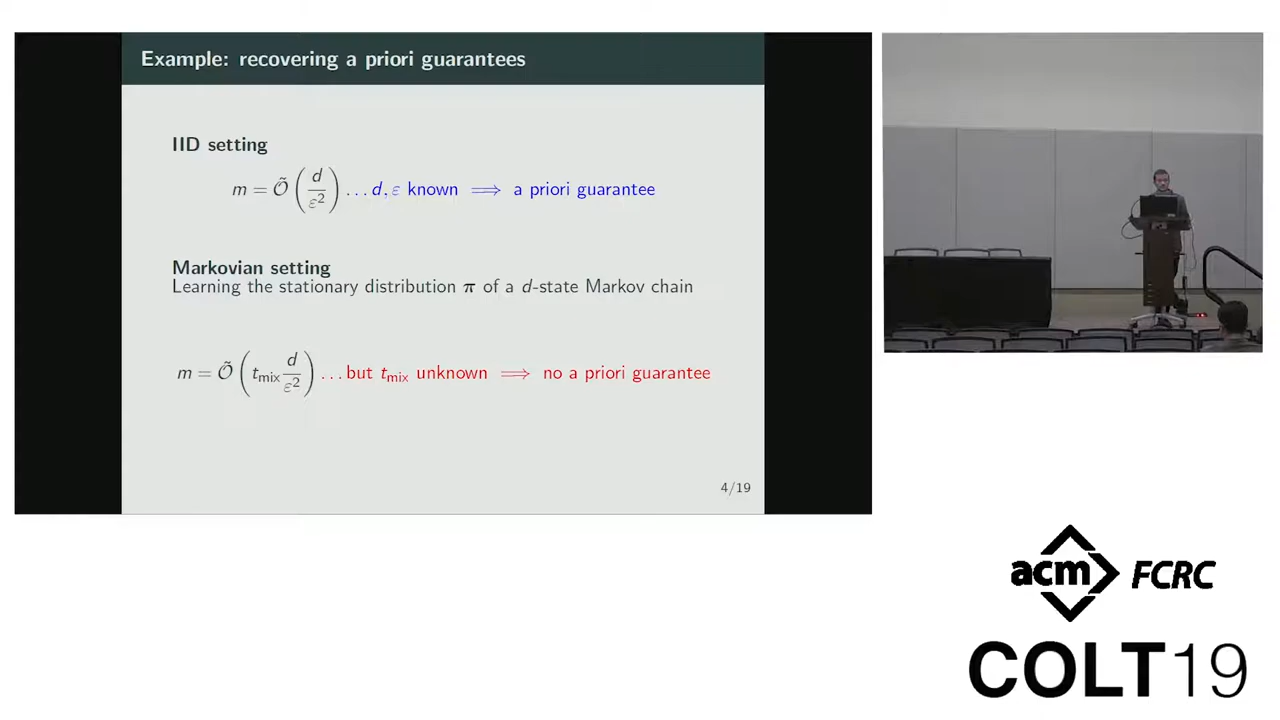 Example: recovering a priori guarantees
IID setting
m = Õ(d/ε²) ... d, ε known ⟹ a priori guarantee
Markovian setting
Learning the stationary distribution π of a d-state Markov chain
m = Õ(t_mix d/ε²) ... but t_mix unknown ⟹ no a priori guarantee
4/19
acm FCRC
COLT19